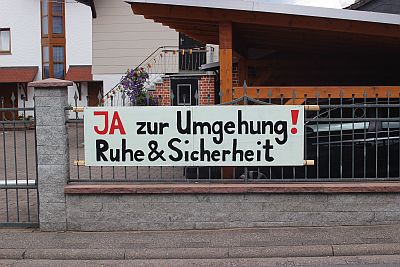 JA zur Umgehung!
Ruhe & Sicherheit